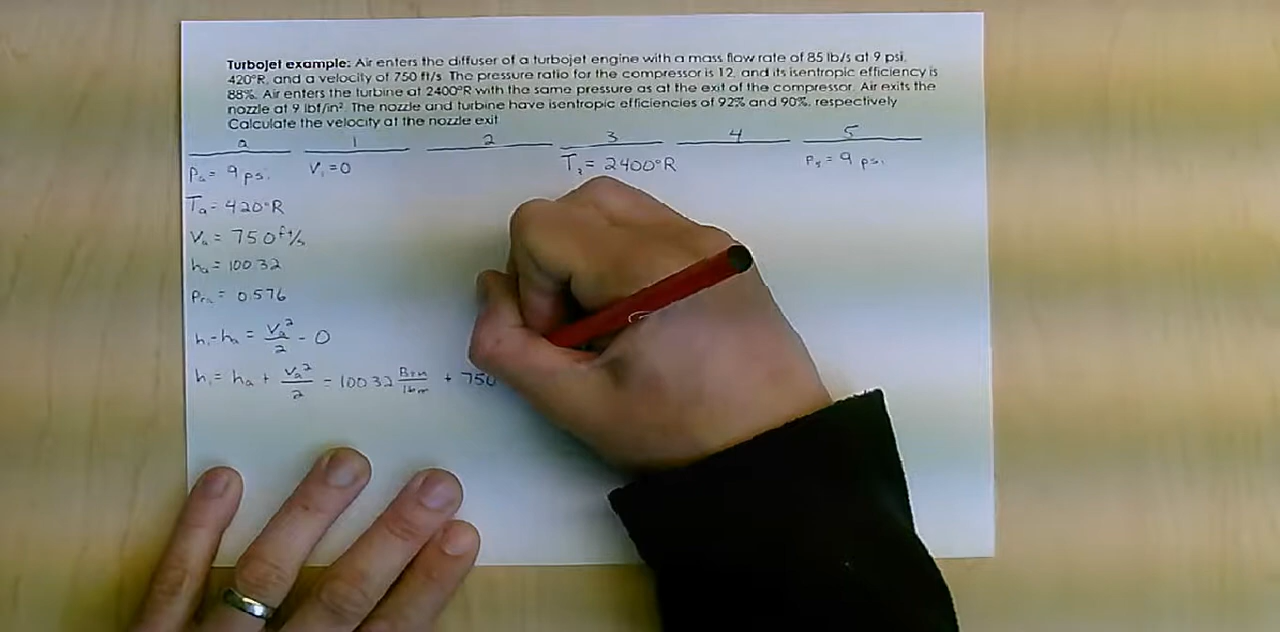 Turbojet example: Air enters the diffuser of a turbojet engine with a mass flow rate of 85 lb/s at 9 psi,
420°R, and a velocity of 750 ft/s. The pressure ratio for the compressor is 12, and its isentropic efficiency is
88%. Air enters the turbine at 2400°R with the same pressure as at the exit of the compressor. Air exits the
nozzle at 9 lbf/in². The nozzle and turbine have isentropic efficiencies of 92% and 90%, respectively
Calculate the velocity at the nozzle exit
a 1 2 3 4 5
Pa = 9 psi V1 = 0 T3 = 2400°R P5 = 9 psi
Ta = 420°R
Va = 750 ft/s
ha = 100.32
Pra = 0.576
h1-ha = Va²/2 - 0
h1 = ha + Va²/2 = 100.32 Btu/lbm + 750